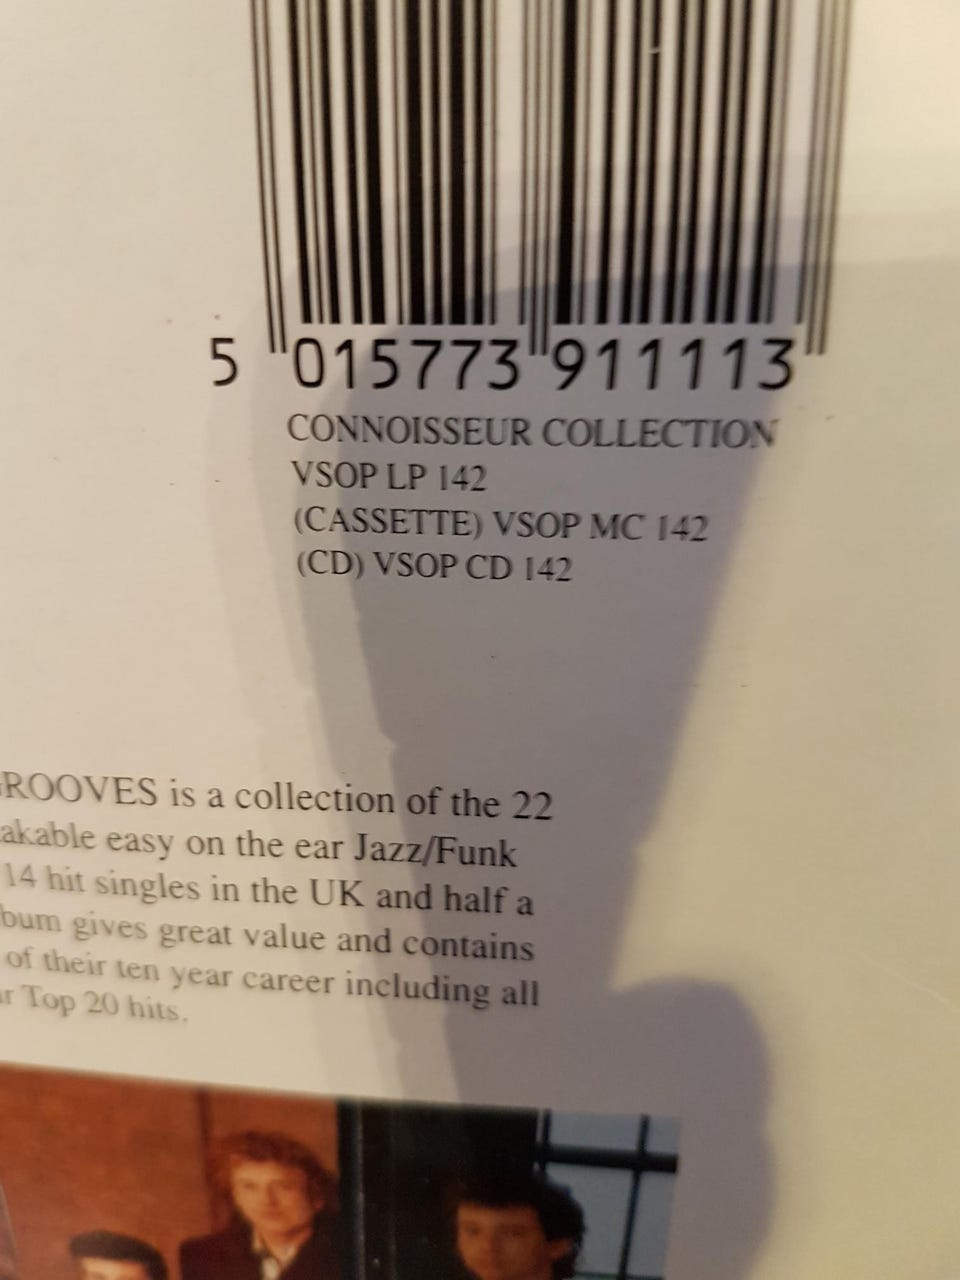 5 015773 911113
CONNOISSEUR COLLECTION
VSOP LP 142
(CASSETTE) VSOP MC 142
(CD) VSOP CD 142
ROOVES is a collection of the 22
akable easy on the ear Jazz/Funk
14 hit singles in the UK and half a
bum gives great value and contains
of their ten year career including all
r Top 20 hits.